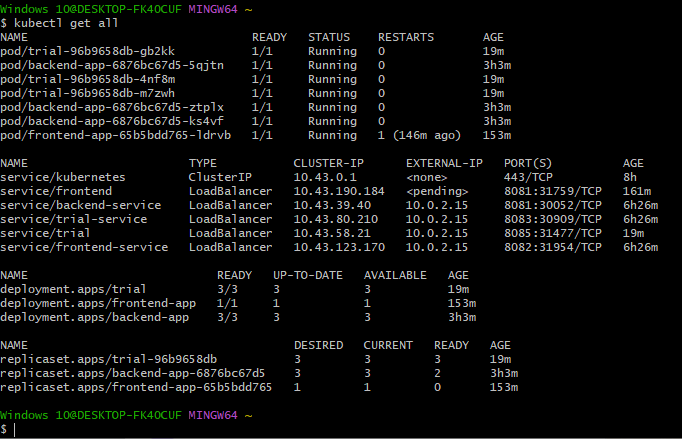 Windows 10@DESKTOP-FK4OCUF MINGW64 ~
$ kubectl get all
NAME READY STATUS RESTARTS AGE
pod/trial-96b9658db-gb2kk 1/1 Running 0 19m
pod/backend-app-6876bc67d5-5qjtn 1/1 Running 0 3h3m
pod/trial-96b9658db-4nf8m 1/1 Running 0 19m
pod/trial-96b9658db-m7zwh 1/1 Running 0 19m
pod/backend-app-6876bc67d5-ztplx 1/1 Running 0 3h3m
pod/backend-app-6876bc67d5-ks4vf 1/1 Running 0 3h3m
pod/frontend-app-65b5bdd765-ldrvb 1/1 Running 1 (146m ago) 153m
NAME TYPE CLUSTER-IP EXTERNAL-IP PORT(S) AGE
service/kubernetes ClusterIP 10.43.0.1 <none> 443/TCP 8h
service/frontend LoadBalancer 10.43.190.184 <pending> 8081:31759/TCP 161m
service/backend-service LoadBalancer 10.43.39.40 10.0.2.15 8081:30052/TCP 6h26m
service/trial-service LoadBalancer 10.43.80.210 10.0.2.15 8083:30909/TCP 6h26m
service/trial LoadBalancer 10.43.58.21 10.0.2.15 8085:31477/TCP 19m
service/frontend-service LoadBalancer 10.43.123.170 10.0.2.15 8082:31954/TCP 6h26m
NAME READY UP-TO-DATE AVAILABLE AGE
deployment.apps/trial 3/3 3 3 19m
deployment.apps/frontend-app 1/1 1 1 153m
deployment.apps/backend-app 3/3 3 3 3h3m
NAME DESIRED CURRENT READY AGE
replicaset.apps/trial-96b9658db 3 3 3 19m
replicaset.apps/backend-app-6876bc67d5 3 3 2 3h3m
replicaset.apps/frontend-app-65b5bdd765 1 1 0 153m
Windows 10@DESKTOP-FK4OCUF MINGW64 ~
$